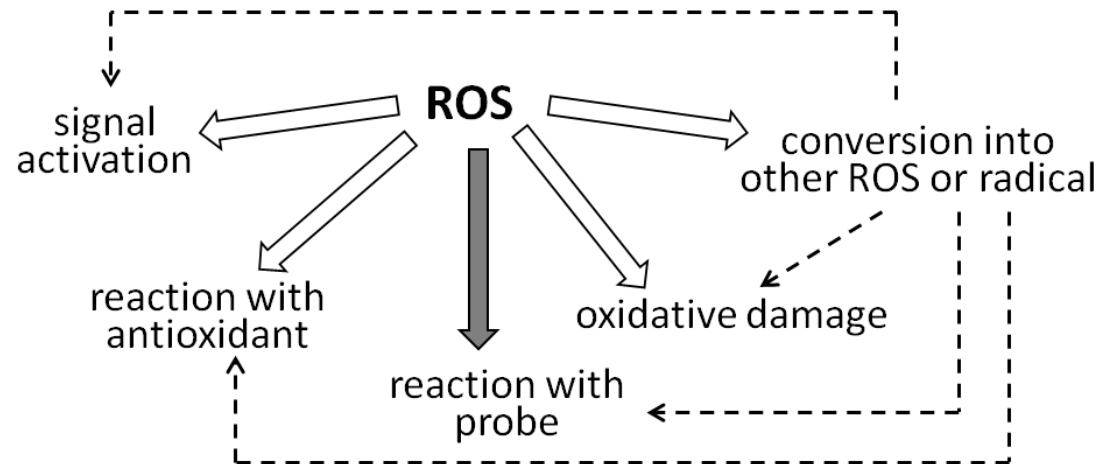 ROS
signal
activation
conversion into
other ROS or radical
reaction with
antioxidant
oxidative damage
reaction with
probe